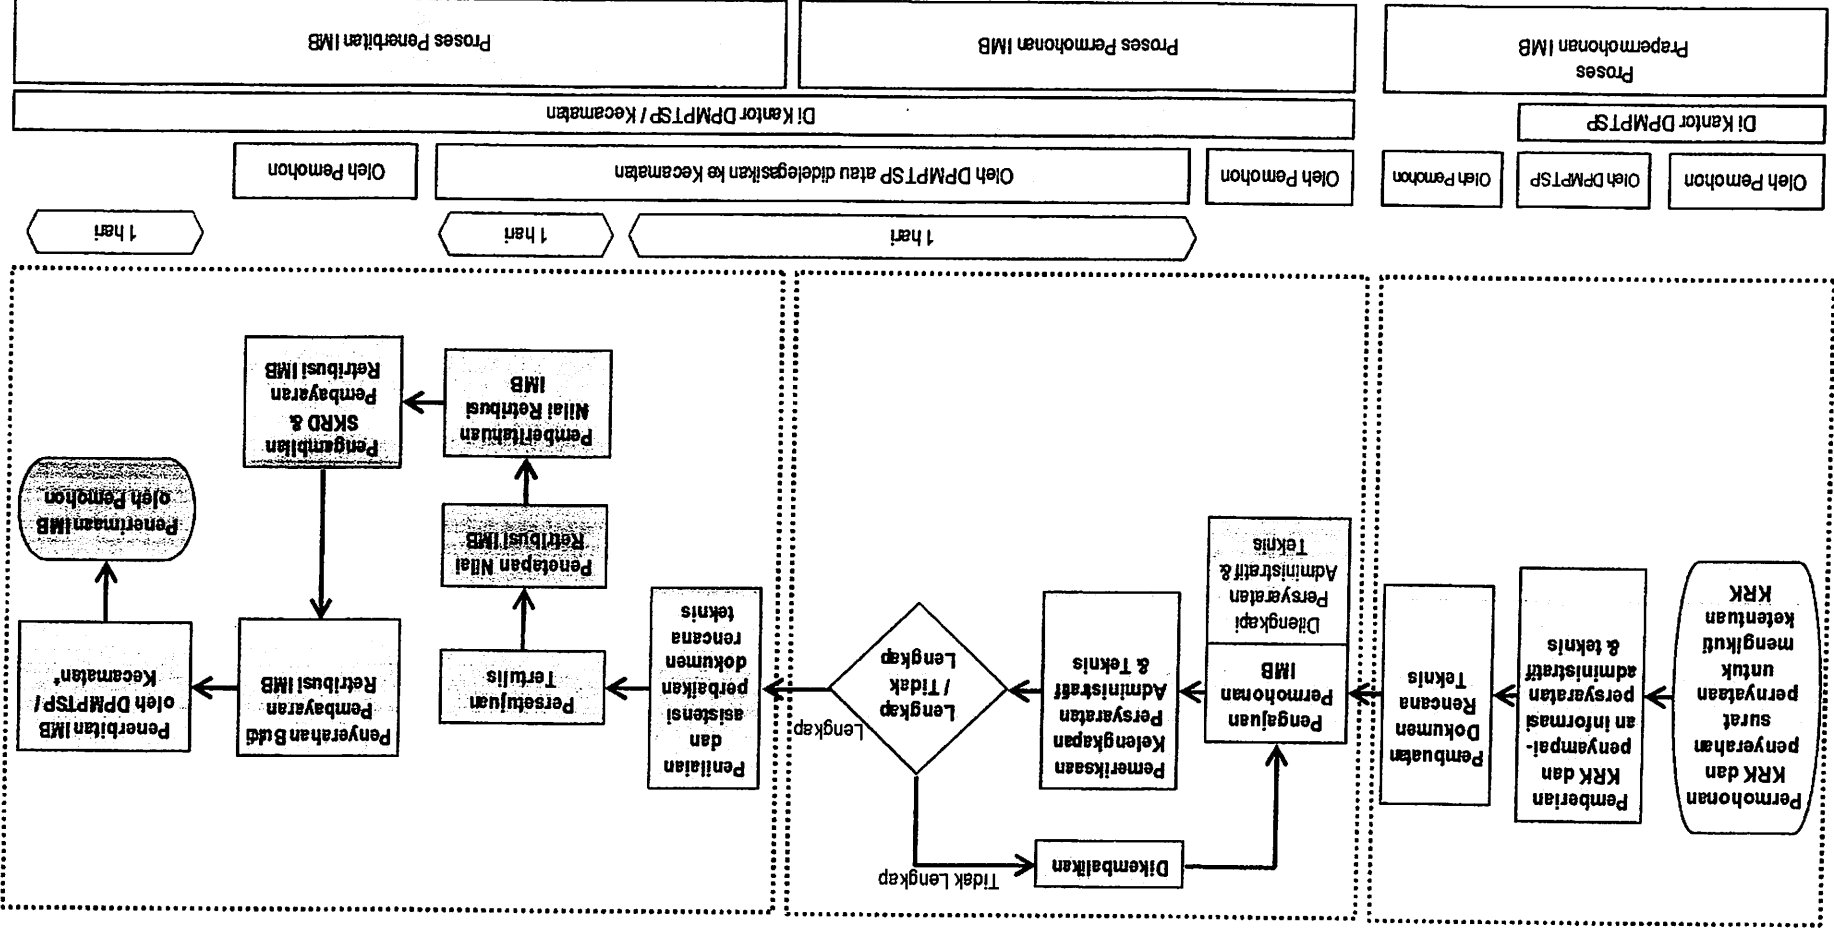 Permohonan
KRK dan
penyerahan
surat
pernyataan
untuk
mengikuti
ketentuan
KRK
Pemberian
KRK dan
penyampai-
an informasi
persyaratan
administratif
& teknis
Pembuatan
Dokumen
Rencana
Teknis
Dikembalikan
Tidak Lengkap
Pengajuan
Permohonan
IMB
Dilengkapi
Persyaratan
Administratif &
Teknis
Pemeriksaan
Kelengkapan
Persyaratan
Administratif
& Teknis
Lengkap
/ Tidak
Lengkap
Lengkap
Penilaian
dan
asistensi
perbaikan
dokumen
rencana
teknis
Persetujuan
Tertulis
Penetapan Nilai
Retribusi IMB
Pemberitahuan
Nilai Retribusi
IMB
Pengambilan
SKRD &
Pembayaran
Retribusi IMB
Penyerahan Bukti
Pembayaran
Retribusi IMB
Penerbitan IMB
oleh DPMPTSP /
Kecamatan*
Penerimaan IMB
oleh Pemohon
1 hari
1 hari
1 hari
Oleh Pemohon
Oleh DPMPTSP
Oleh Pemohon
Oleh Pemohon
Oleh DPMPTSP atau didelegasikan ke Kecamatan
Oleh Pemohon
Di Kantor DPMPTSP
Di Kantor DPMPTSP / Kecamatan
Proses
Prapermohonan IMB
Proses Permohonan IMB
Proses Penerbitan IMB